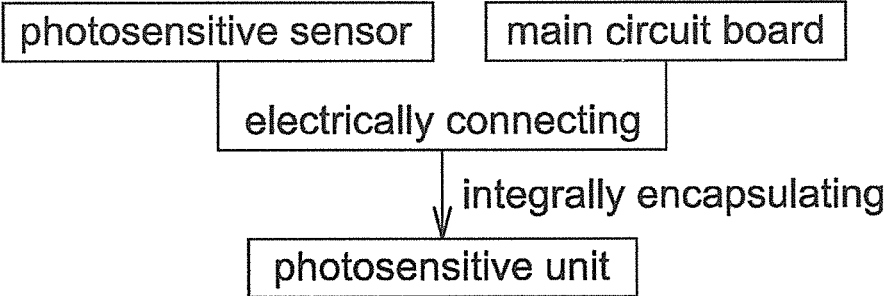 photosensitive sensor
main circuit board
electrically connecting
integrally encapsulating
photosensitive unit